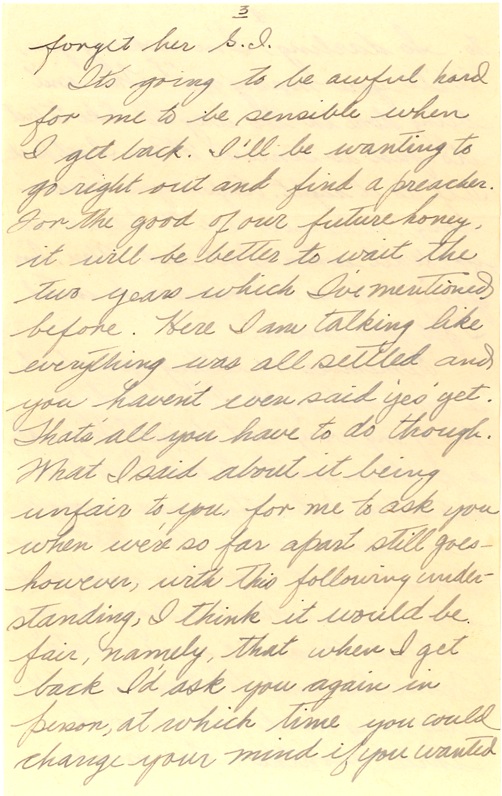 3
forget her G.I.
Its going to be awful hard
for me to be sensible when
I get back. I'll be wanting to
go right out and find a preacher.
For the good of our future honey,
it will be better to wait the
two years which I've mentioned
before. Here I am talking like
everything was all settled and
you haven't even said 'yes' yet.
Thats' all you have to do though.
What I said about it being
unfair to you for me to ask you
when we're so far apart still goes-
however, with this following under-
standing, I think it would be
fair, namely, that when I get
back I'd ask you again in
person, at which time you could
change your mind if you wanted